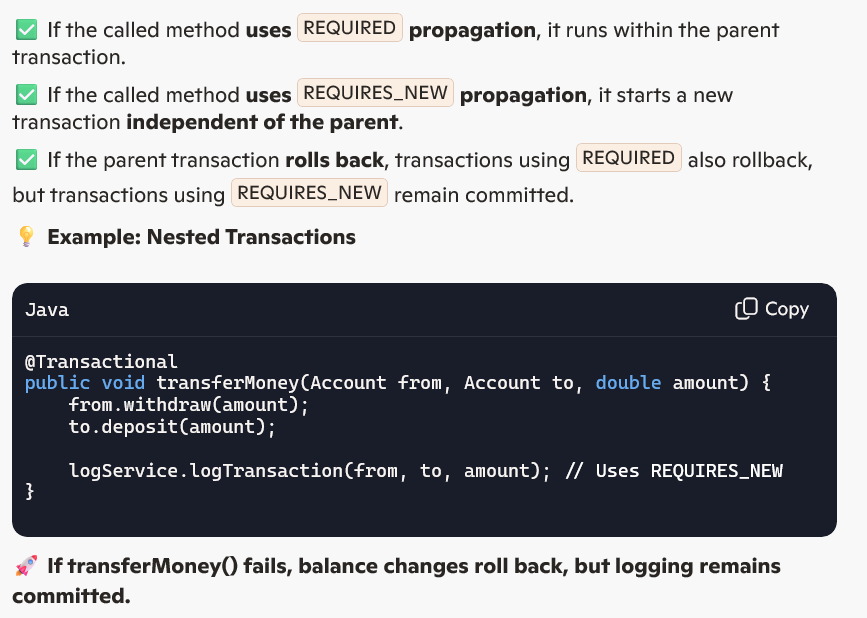 ✅ If the called method uses REQUIRED propagation, it runs within the parent
transaction.
✅ If the called method uses REQUIRES_NEW propagation, it starts a new
transaction independent of the parent.
✅ If the parent transaction rolls back, transactions using REQUIRED also rollback,
but transactions using REQUIRES_NEW remain committed.
💡 Example: Nested Transactions
Java
Copy
@Transactional
public void transferMoney(Account from, Account to, double amount) {
    from.withdraw(amount);
    to.deposit(amount);

    logService.logTransaction(from, to, amount); // Uses REQUIRES_NEW
}
🚀 If transferMoney() fails, balance changes roll back, but logging remains
committed.